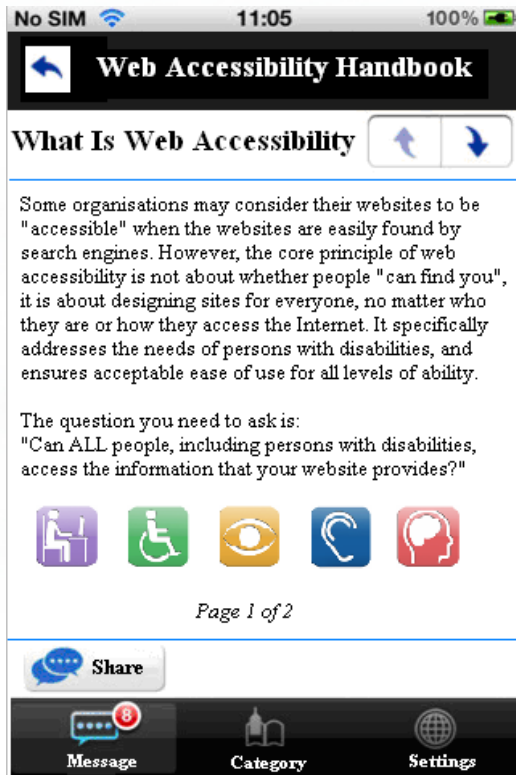 No SIM 11:05 100%
Web Accessibility Handbook
What Is Web Accessibility
Some organisations may consider their websites to be
"accessible" when the websites are easily found by
search engines. However, the core principle of web
accessibility is not about whether people "can find you",
it is about designing sites for everyone, no matter who
they are or how they access the Internet. It specifically
addresses the needs of persons with disabilities, and
ensures acceptable ease of use for all levels of ability.
The question you need to ask is:
"Can ALL people, including persons with disabilities,
access the information that your website provides?"
Page 1 of 2
Share
8
Message Category Settings